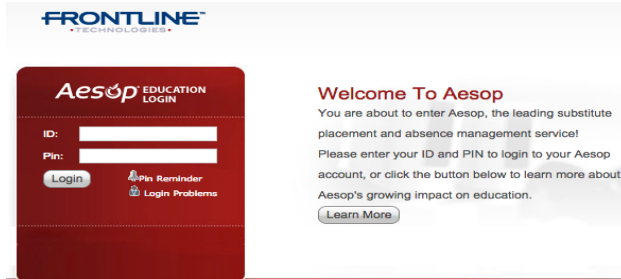 FRONTLINE™
•TECHNOLOGIES•
Aesop EDUCATION
LOGIN
ID:
Pin:
Login
Pin Reminder
Login Problems
Welcome To Aesop
You are about to enter Aesop, the leading substitute
placement and absence management service!
Please enter your ID and PIN to login to your Aesop
account, or click the button below to learn more about
Aesop's growing impact on education.
Learn More